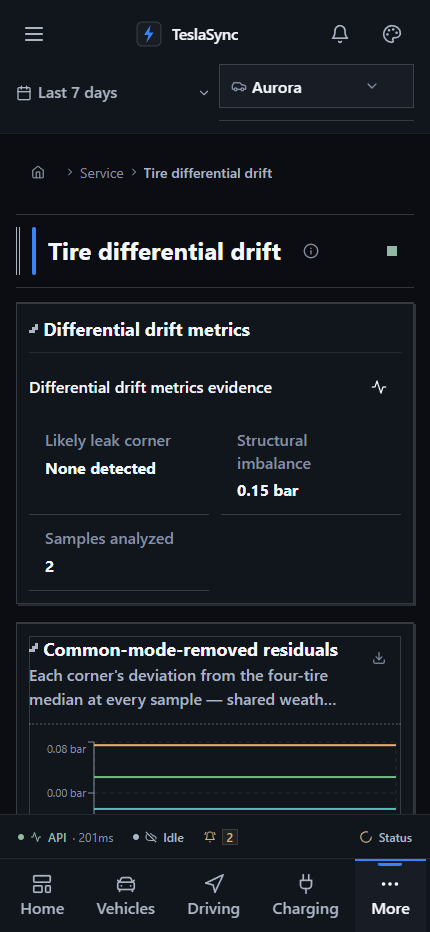 TeslaSync
Last 7 days
Aurora
Service
Tire differential drift
Tire differential drift
Differential drift metrics
Differential drift metrics evidence
Likely leak corner
None detected
Structural
imbalance
0.15 bar
Samples analyzed
2
Common-mode-removed residuals
Each corner's deviation from the four-tire
median at every sample — shared weath...
0.08 bar
0.00 bar
API · 201ms
Idle
2
Status
Home
Vehicles
Driving
Charging
More